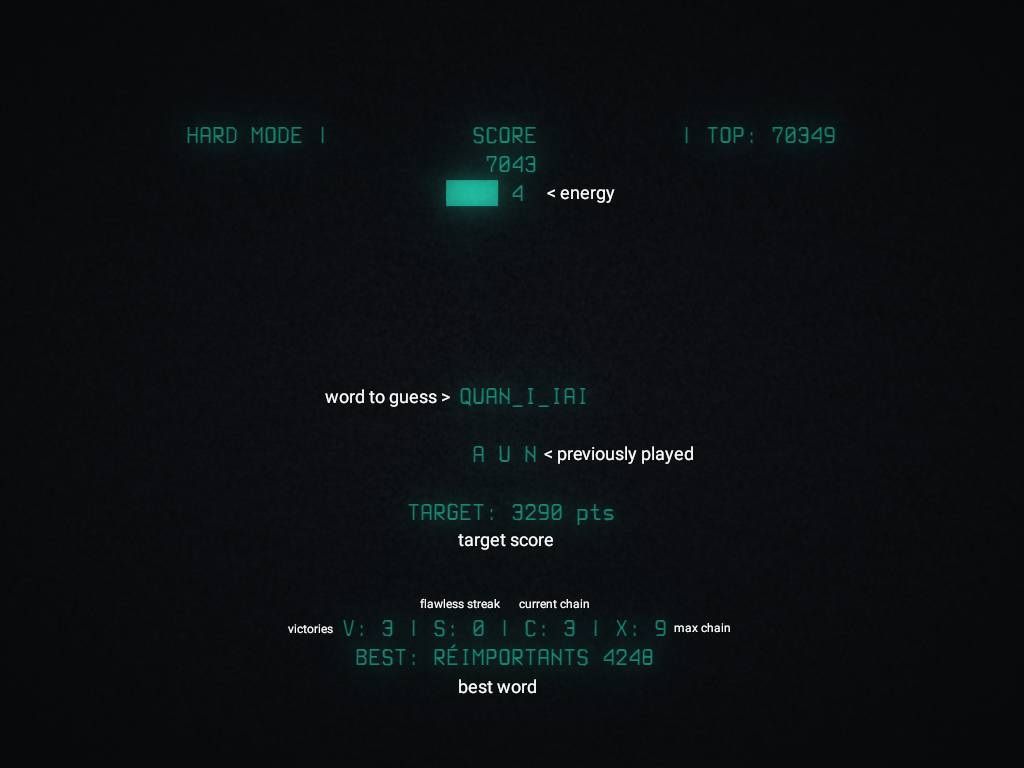 HARD MODE | SCORE | TOP: 70349
7043
4 < energy
word to guess > QUAN_I_IAI
A U N < previously played
TARGET: 3290 pts
target score
flawless streak current chain
victories V: 3 | S: 0 | C: 3 | X: 9 max chain
BEST: RÉIMPORTANTS 4248
best word